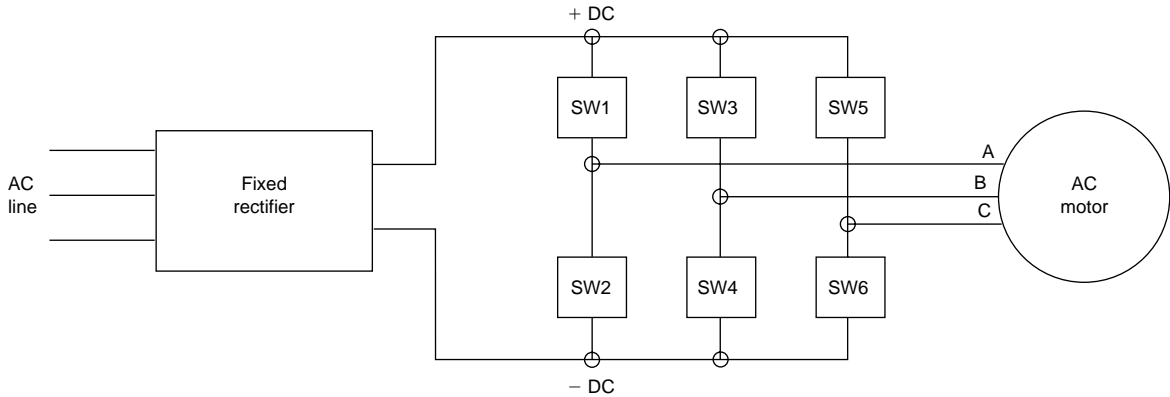 + DC
SW1
SW3
SW5
AC
line
Fixed
rectifier
A
B
C
AC
motor
SW2
SW4
SW6
− DC